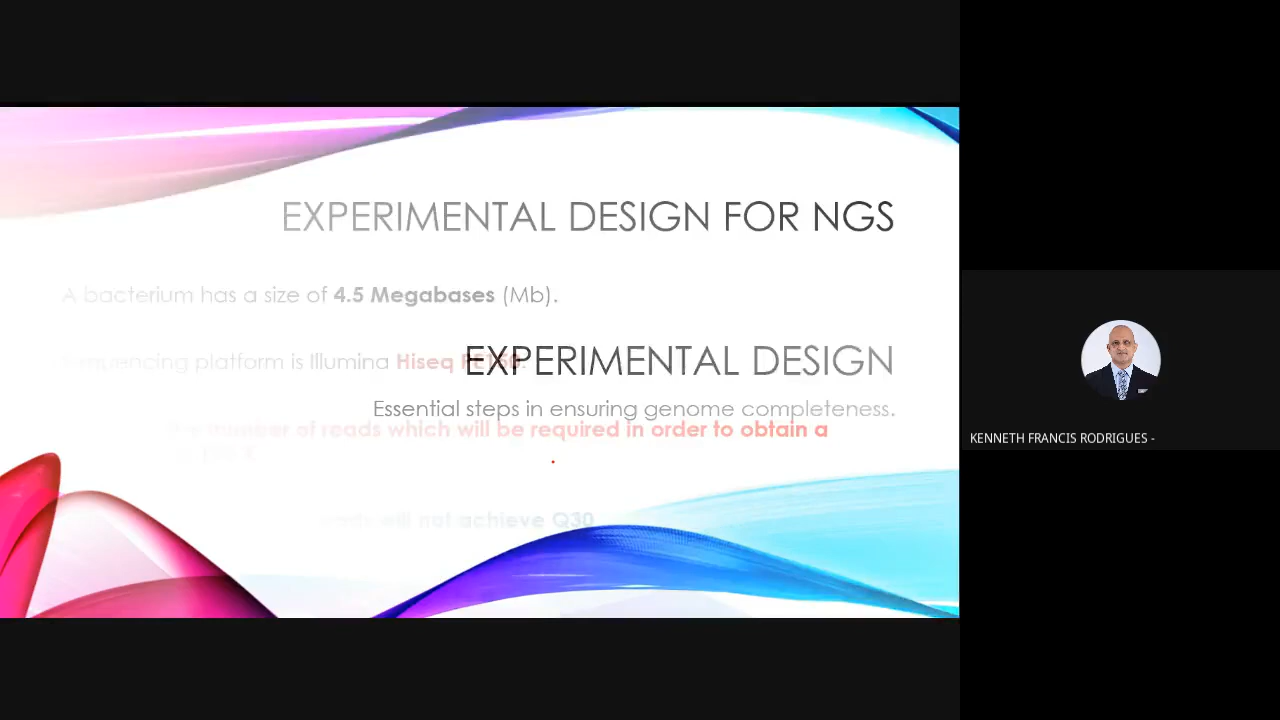 EXPERIMENTAL DESIGN FOR NGS
A bacterium has a size of 4.5 Megabases (Mb).
Sequencing platform is Illumina Hiseq PE150.
EXPERIMENTAL DESIGN
Essential steps in ensuring genome completeness.
number of reads which will be required in order to obtain a
reads will not achieve Q30
KENNETH FRANCIS RODRIGUES -